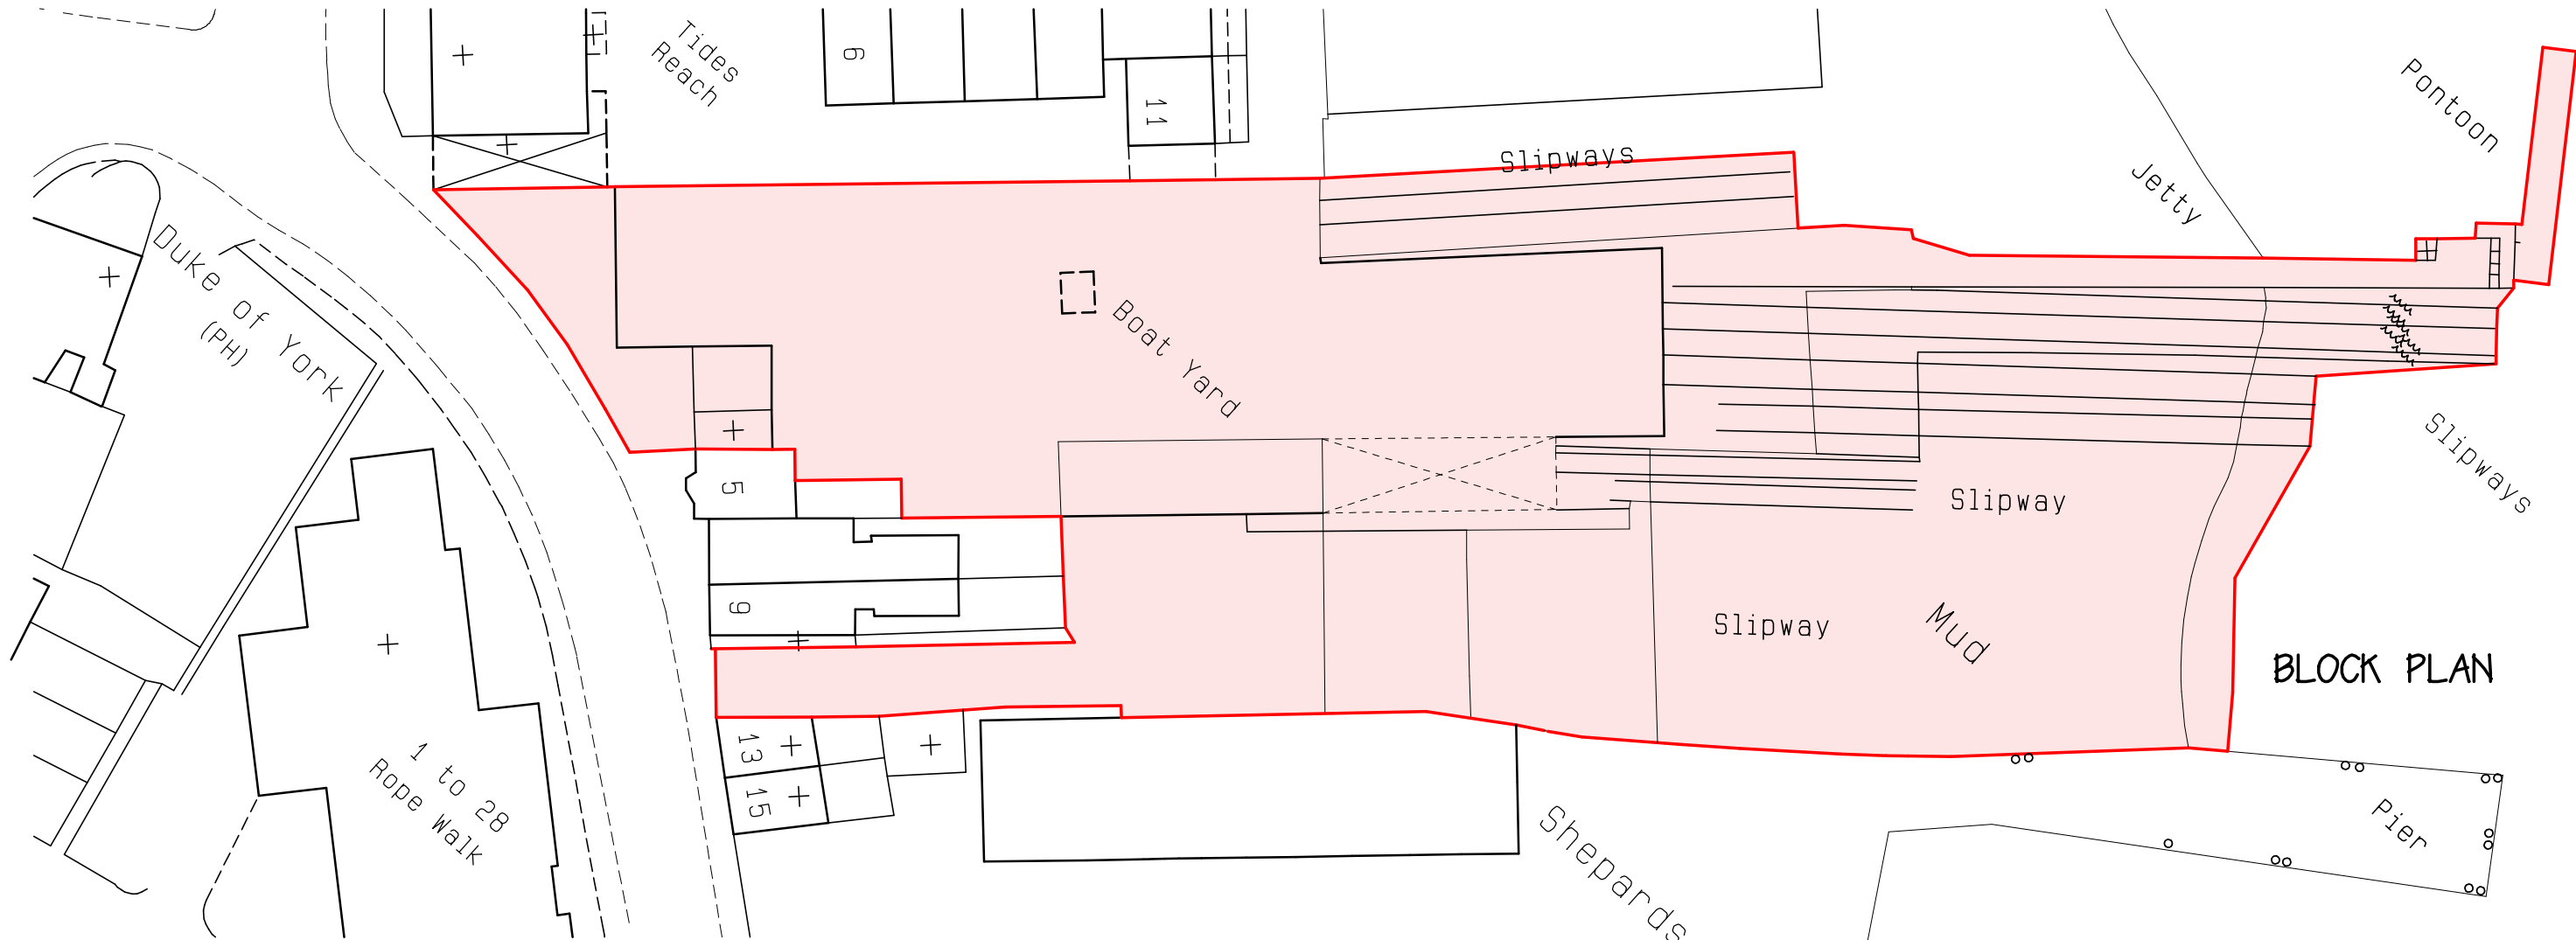 Tides
Reach
6
11
Slipways
Pontoon
Jetty
Duke of York
(PH)
Boat Yard
Slipways
5
Slipway
9
Slipway
Mud
BLOCK PLAN
13
15
1 to 28
Rope Walk
Shepards
Pier